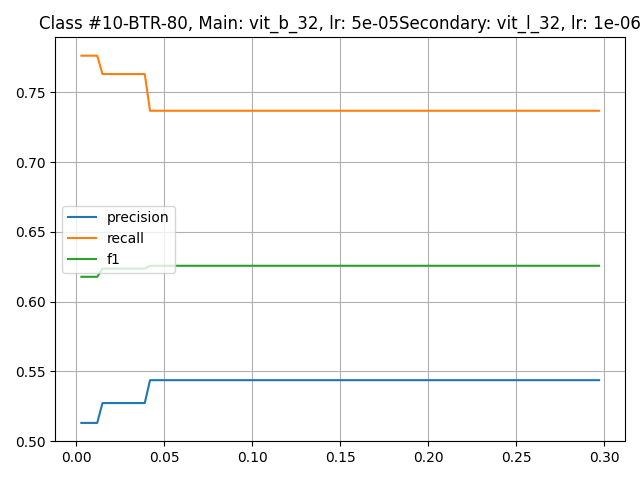 Class #10-BTR-80, Main: vit_b_32, lr: 5e-05Secondary: vit_l_32, lr: 1e-06
0.75
0.70
0.65
0.60
0.55
0.50
precision
recall
f1
0.00 0.05 0.10 0.15 0.20 0.25 0.30